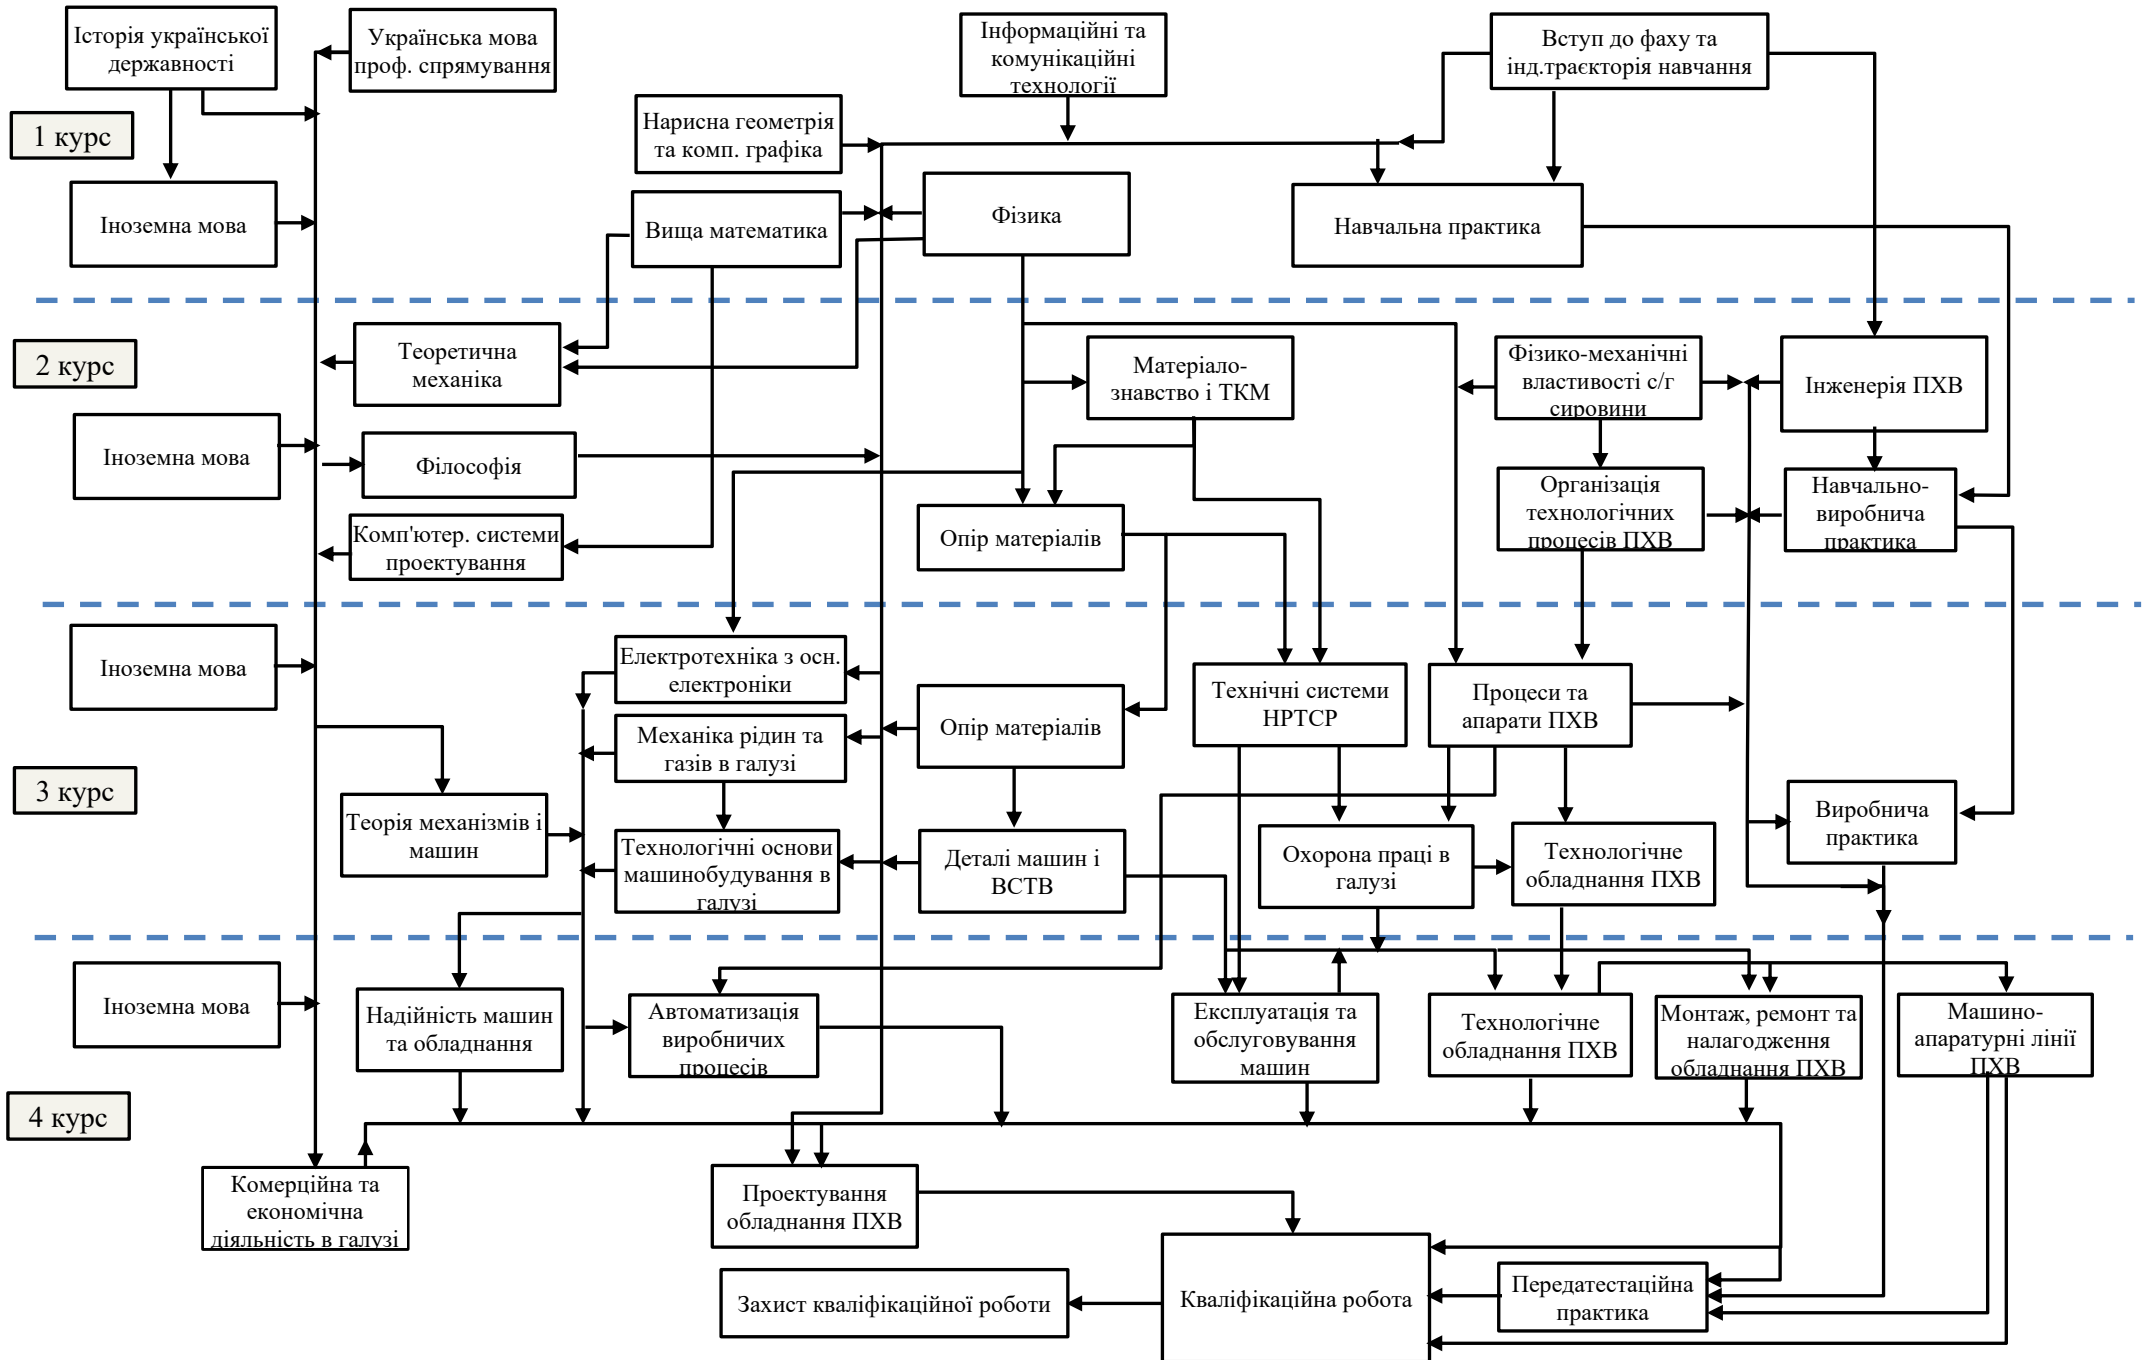 Історія української
державності
Українська мова
проф. спрямування
Інформаційні та
комунікаційні
технології
Вступ до фаху та
інд.траєкторія навчання
1 курс
Нарисна геометрія
та комп. графіка
Іноземна мова
Вища математика
Фізика
Навчальна практика
2 курс
Теоретична
механіка
Матеріало-
знавство і ТКМ
Фізико-механічні
властивості с/г
сировини
Інженерія ПХВ
Іноземна мова
Філософія
Комп'ютер. системи
проектування
Опір матеріалів
Організація
технологічних
процесів ПХВ
Навчально-
виробнича
практика
Іноземна мова
Електротехніка з осн.
електроніки
Механіка рідин та
газів в галузі
Опір матеріалів
Технічні системи
НРТСР
Процеси та
апарати ПХВ
3 курс
Теорія механізмів і
машин
Технологічні основи
машинобудування в
галузі
Деталі машин і
ВСТВ
Охорона праці в
галузі
Технологічне
обладнання ПХВ
Виробнича
практика
Іноземна мова
Надійність машин
та обладнання
Автоматизація
виробничих
процесів
Експлуатація та
обслуговування
машин
Технологічне
обладнання ПХВ
Монтаж, ремонт та
налагодження
обладнання ПХВ
Машино-
апаратурні лінії
ПХВ
4 курс
Комерційна та
економічна
діяльність в галузі
Проектування
обладнання ПХВ
Захист кваліфікаційної роботи
Кваліфікаційна робота
Передатестаційна
практика